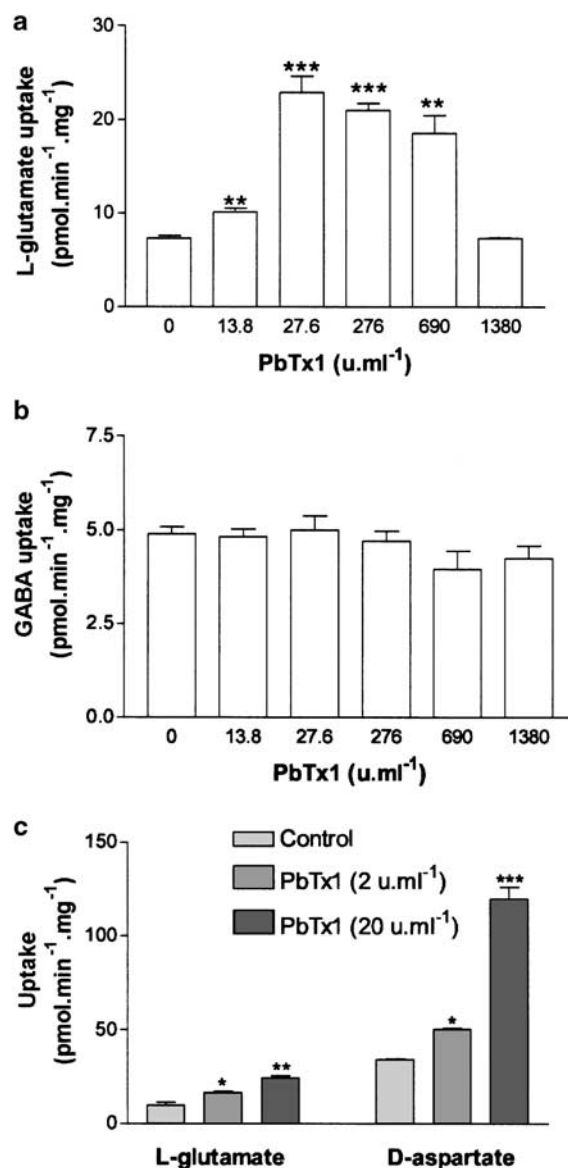 a
L-glutamate uptake
(pmol.min⁻¹.mg⁻¹)
30
20
10
0
**
***
***
**
0 13.8 27.6 276 690 1380
PbTx1 (u.ml⁻¹)
b
GABA uptake
(pmol.min⁻¹.mg⁻¹)
7.5
5.0
2.5
0.0
0 13.8 27.6 276 690 1380
PbTx1 (u.ml⁻¹)
c
Uptake
(pmol.min⁻¹.mg⁻¹)
150
100
50
0
Control
PbTx1 (2 u.ml⁻¹)
PbTx1 (20 u.ml⁻¹)
*
**
*
***
L-glutamate D-aspartate